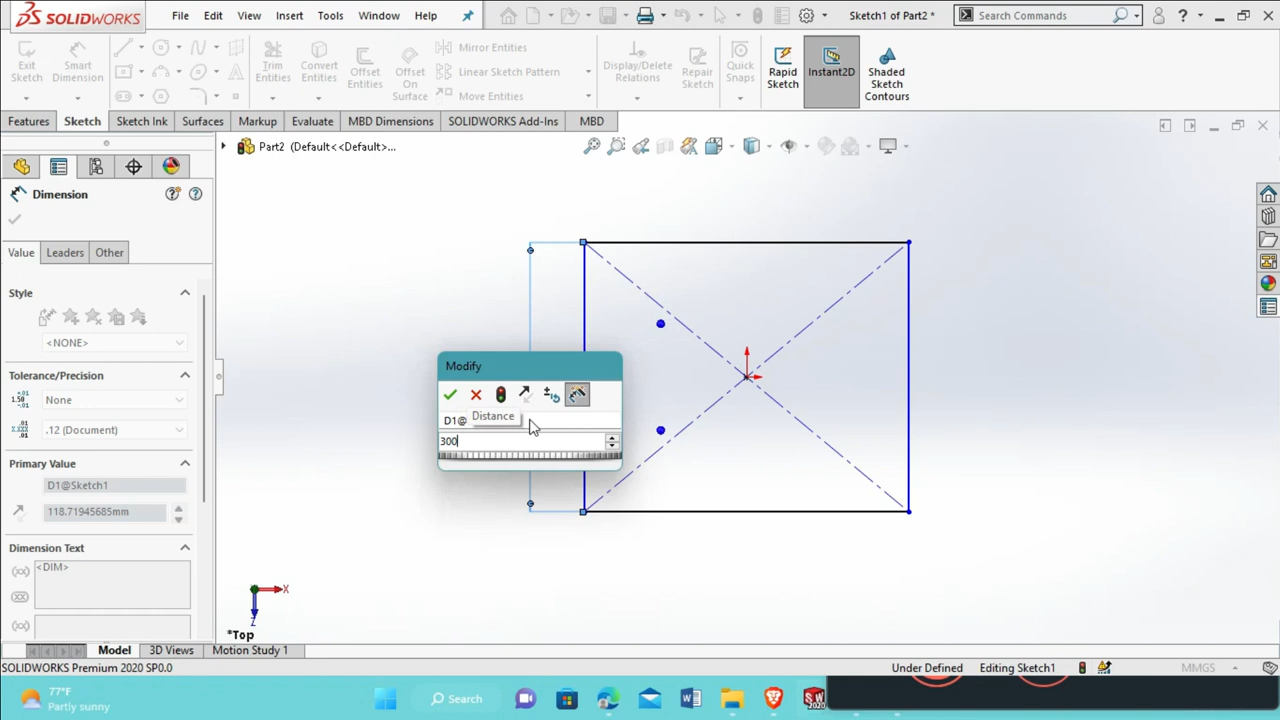 SOLIDWORKS
File
Edit
View
Insert
Tools
Window
Help
Sketch1 of Part2 *
Search Commands
?
Exit
Sketch
Smart
Dimension
Trim
Entities
Convert
Entities
Offset
Entities
Offset
On
Surface
Mirror Entities
Linear Sketch Pattern
Move Entities
Display/Delete
Relations
Repair
Sketch
Quick
Snaps
Rapid
Sketch
Instant2D
Shaded
Sketch
Contours
Features
Sketch
Sketch Ink
Surfaces
Markup
Evaluate
MBD Dimensions
SOLIDWORKS Add-Ins
MBD
Part2 (Default<<Default>...
Dimension
Value
Leaders
Other
Style
<NONE>
Tolerance/Precision
None
.12 (Document)
Primary Value
D1@Sketch1
118.71945685mm
Dimension Text
<DIM>
Modify
D1@
Distance
300
X
Z
*Top
Model
3D Views
Motion Study 1
SOLIDWORKS Premium 2020 SP0.0
Under Defined
Editing Sketch1
MMGS
77°F
Partly sunny
Search